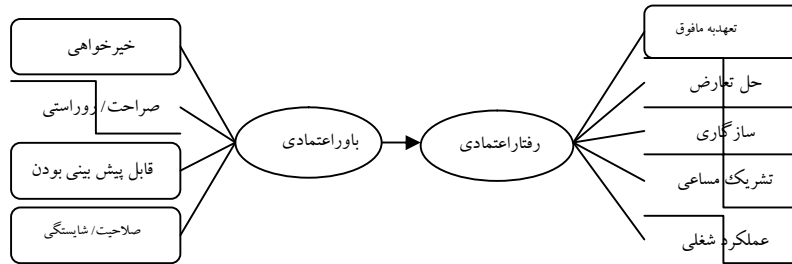 تعهدبه مافوق
حل تعارض
سازگاری
تشریک مساعی
عملکرد شغلی
رفتاراعتمادی
باوراعتمادی
خیرخواهی
صراحت/ روراستی
قابل پیش بینی بودن
صلاحیت/ شایستگی